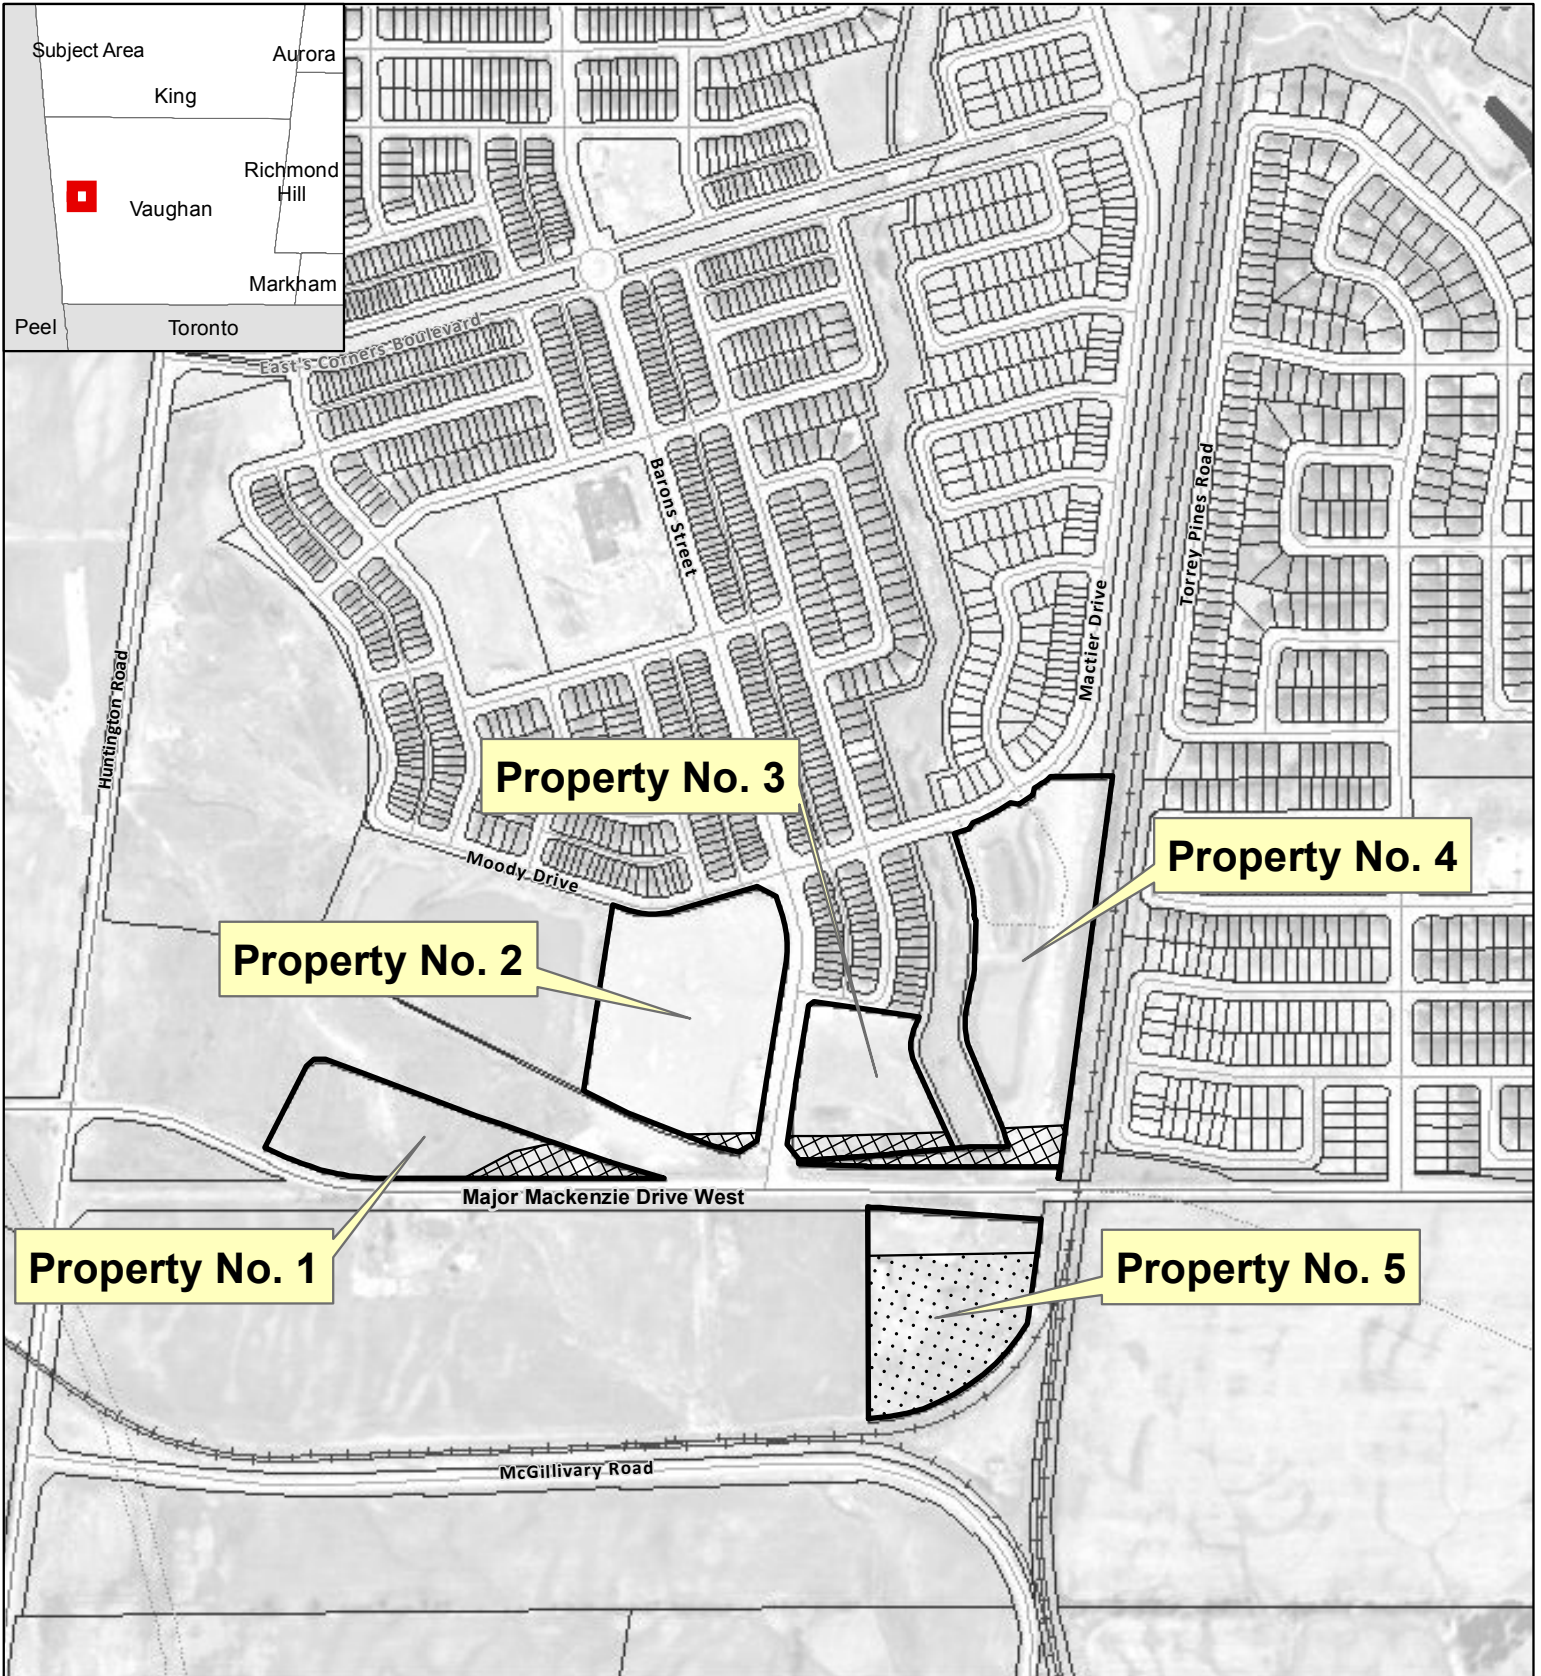 Subject Area
Aurora
King
Richmond
Hill
Vaughan
Markham
Peel
Toronto
East's Corners Boulevard
Barons Street
Torrey Pines Road
Mactier Drive
Huntington Road
Property No. 3
Property No. 4
Moody Drive
Property No. 2
Major Mackenzie Drive West
Property No. 1
Property No. 5
McGillivary Road